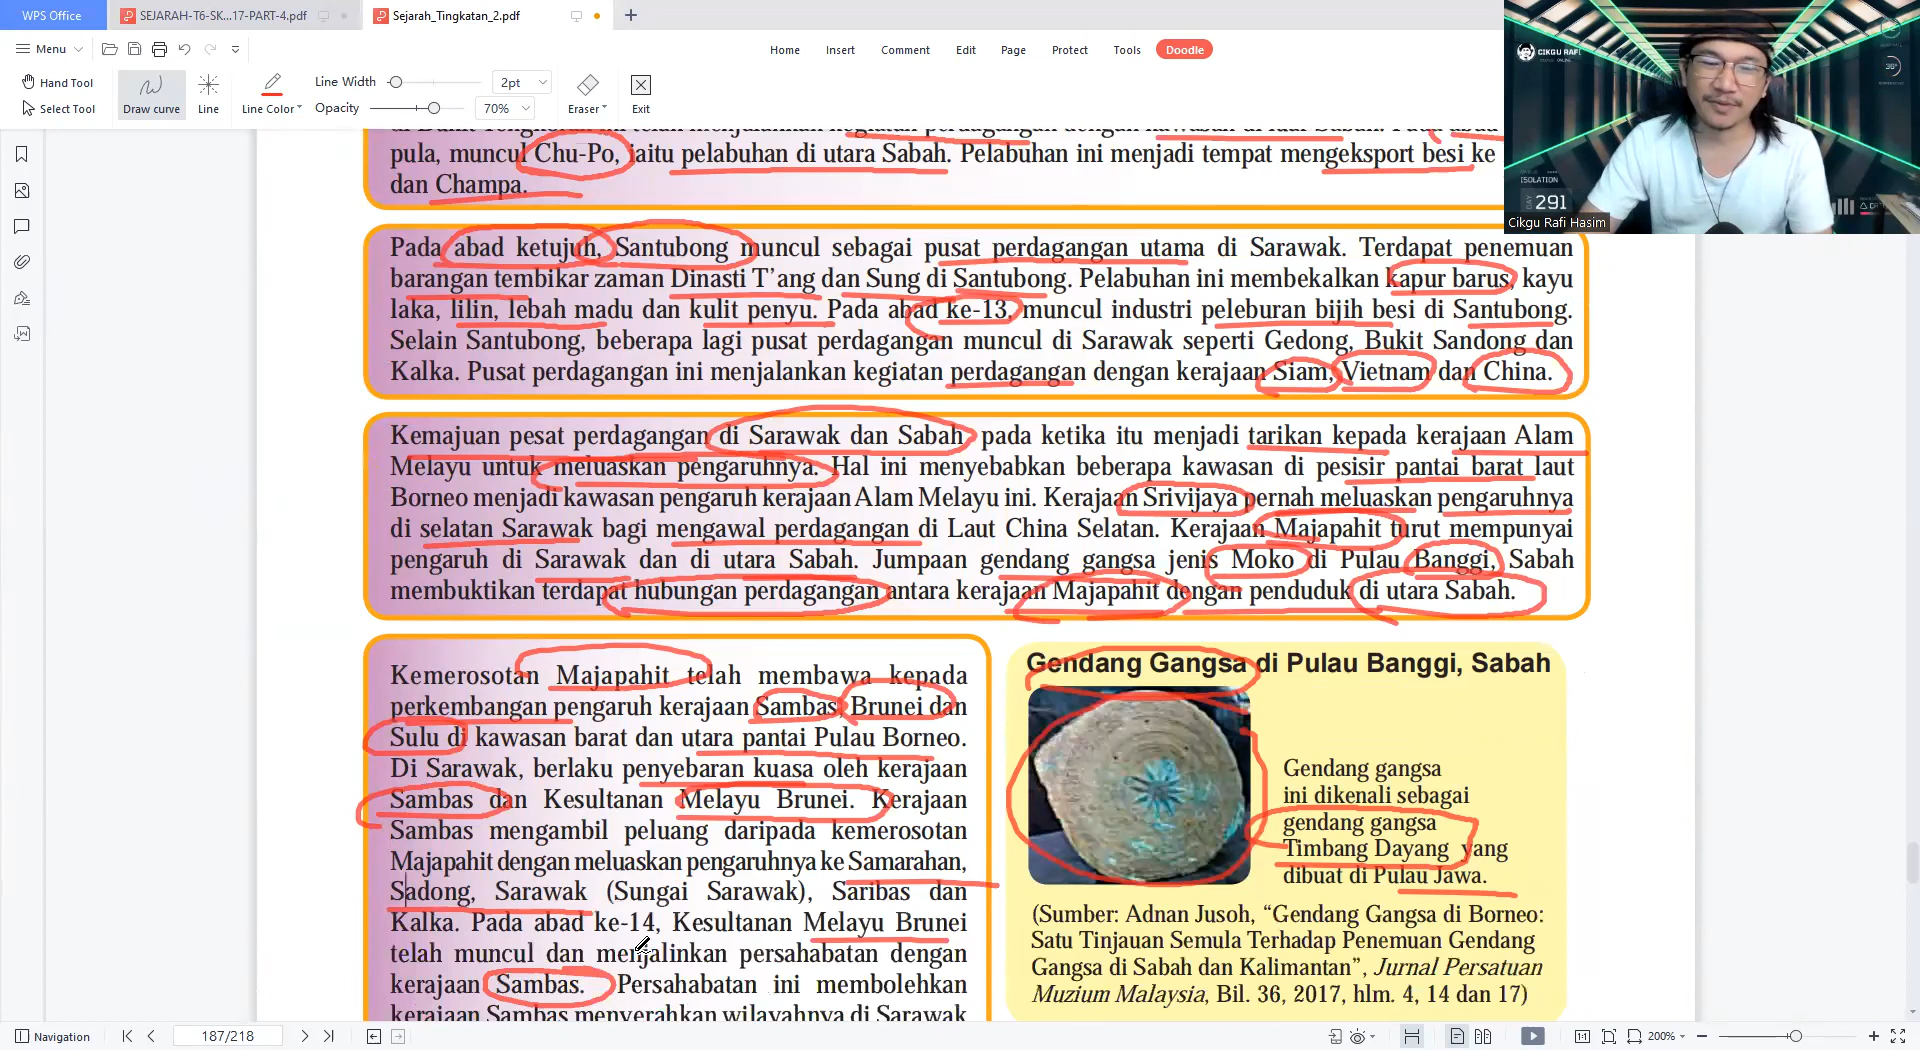 WPS Office
SEJARAH-T6-SK...17-PART-4.pdf
Sejarah_Tingkatan_2.pdf
Menu
Home Insert Comment Edit Page Protect Tools Doodle
Hand Tool
Select Tool
Draw curve
Line
Line Color
Line Width 2pt
Opacity 70%
Eraser
Exit
CIKGU RAFI
ISOLATION
DAY 291
36°
Cikgu Rafi Hasim
pula, muncul Chu-Po, iaitu pelabuhan di utara Sabah. Pelabuhan ini menjadi tempat mengeksport besi ke
dan Champa.
Pada abad ketujuh, Santubong muncul sebagai pusat perdagangan utama di Sarawak. Terdapat penemuan
barangan tembikar zaman Dinasti T’ang dan Sung di Santubong. Pelabuhan ini membekalkan kapur barus, kayu
laka, lilin, lebah madu dan kulit penyu. Pada abad ke-13, muncul industri peleburan bijih besi di Santubong.
Selain Santubong, beberapa lagi pusat perdagangan muncul di Sarawak seperti Gedong, Bukit Sandong dan
Kalka. Pusat perdagangan ini menjalankan kegiatan perdagangan dengan kerajaan Siam, Vietnam dan China.
Kemajuan pesat perdagangan di Sarawak dan Sabah pada ketika itu menjadi tarikan kepada kerajaan Alam
Melayu untuk meluaskan pengaruhnya. Hal ini menyebabkan beberapa kawasan di pesisir pantai barat laut
Borneo menjadi kawasan pengaruh kerajaan Alam Melayu ini. Kerajaan Srivijaya pernah meluaskan pengaruhnya
di selatan Sarawak bagi mengawal perdagangan di Laut China Selatan. Kerajaan Majapahit turut mempunyai
pengaruh di Sarawak dan di utara Sabah. Jumpaan gendang gangsa jenis Moko di Pulau Banggi, Sabah
membuktikan terdapat hubungan perdagangan antara kerajaan Majapahit dengan penduduk di utara Sabah.
Kemerosotan Majapahit telah membawa kepada
perkembangan pengaruh kerajaan Sambas, Brunei dan
Sulu di kawasan barat dan utara pantai Pulau Borneo.
Di Sarawak, berlaku penyebaran kuasa oleh kerajaan
Sambas dan Kesultanan Melayu Brunei. Kerajaan
Sambas mengambil peluang daripada kemerosotan
Majapahit dengan meluaskan pengaruhnya ke Samarahan,
Sadong, Sarawak (Sungai Sarawak), Saribas dan
Kalka. Pada abad ke-14, Kesultanan Melayu Brunei
telah muncul dan menjalinkan persahabatan dengan
kerajaan Sambas. Persahabatan ini membolehkan
kerajaan Sambas menyerahkan wilayahnya di Sarawak
Gendang Gangsa di Pulau Banggi, Sabah
Gendang gangsa
ini dikenali sebagai
gendang gangsa
Timbang Dayang yang
dibuat di Pulau Jawa.
(Sumber: Adnan Jusoh, “Gendang Gangsa di Borneo:
Satu Tinjauan Semula Terhadap Penemuan Gendang
Gangsa di Sabah dan Kalimantan”, Jurnal Persatuan
Muzium Malaysia, Bil. 36, 2017, hlm. 4, 14 dan 17)
Navigation
187/218
200%